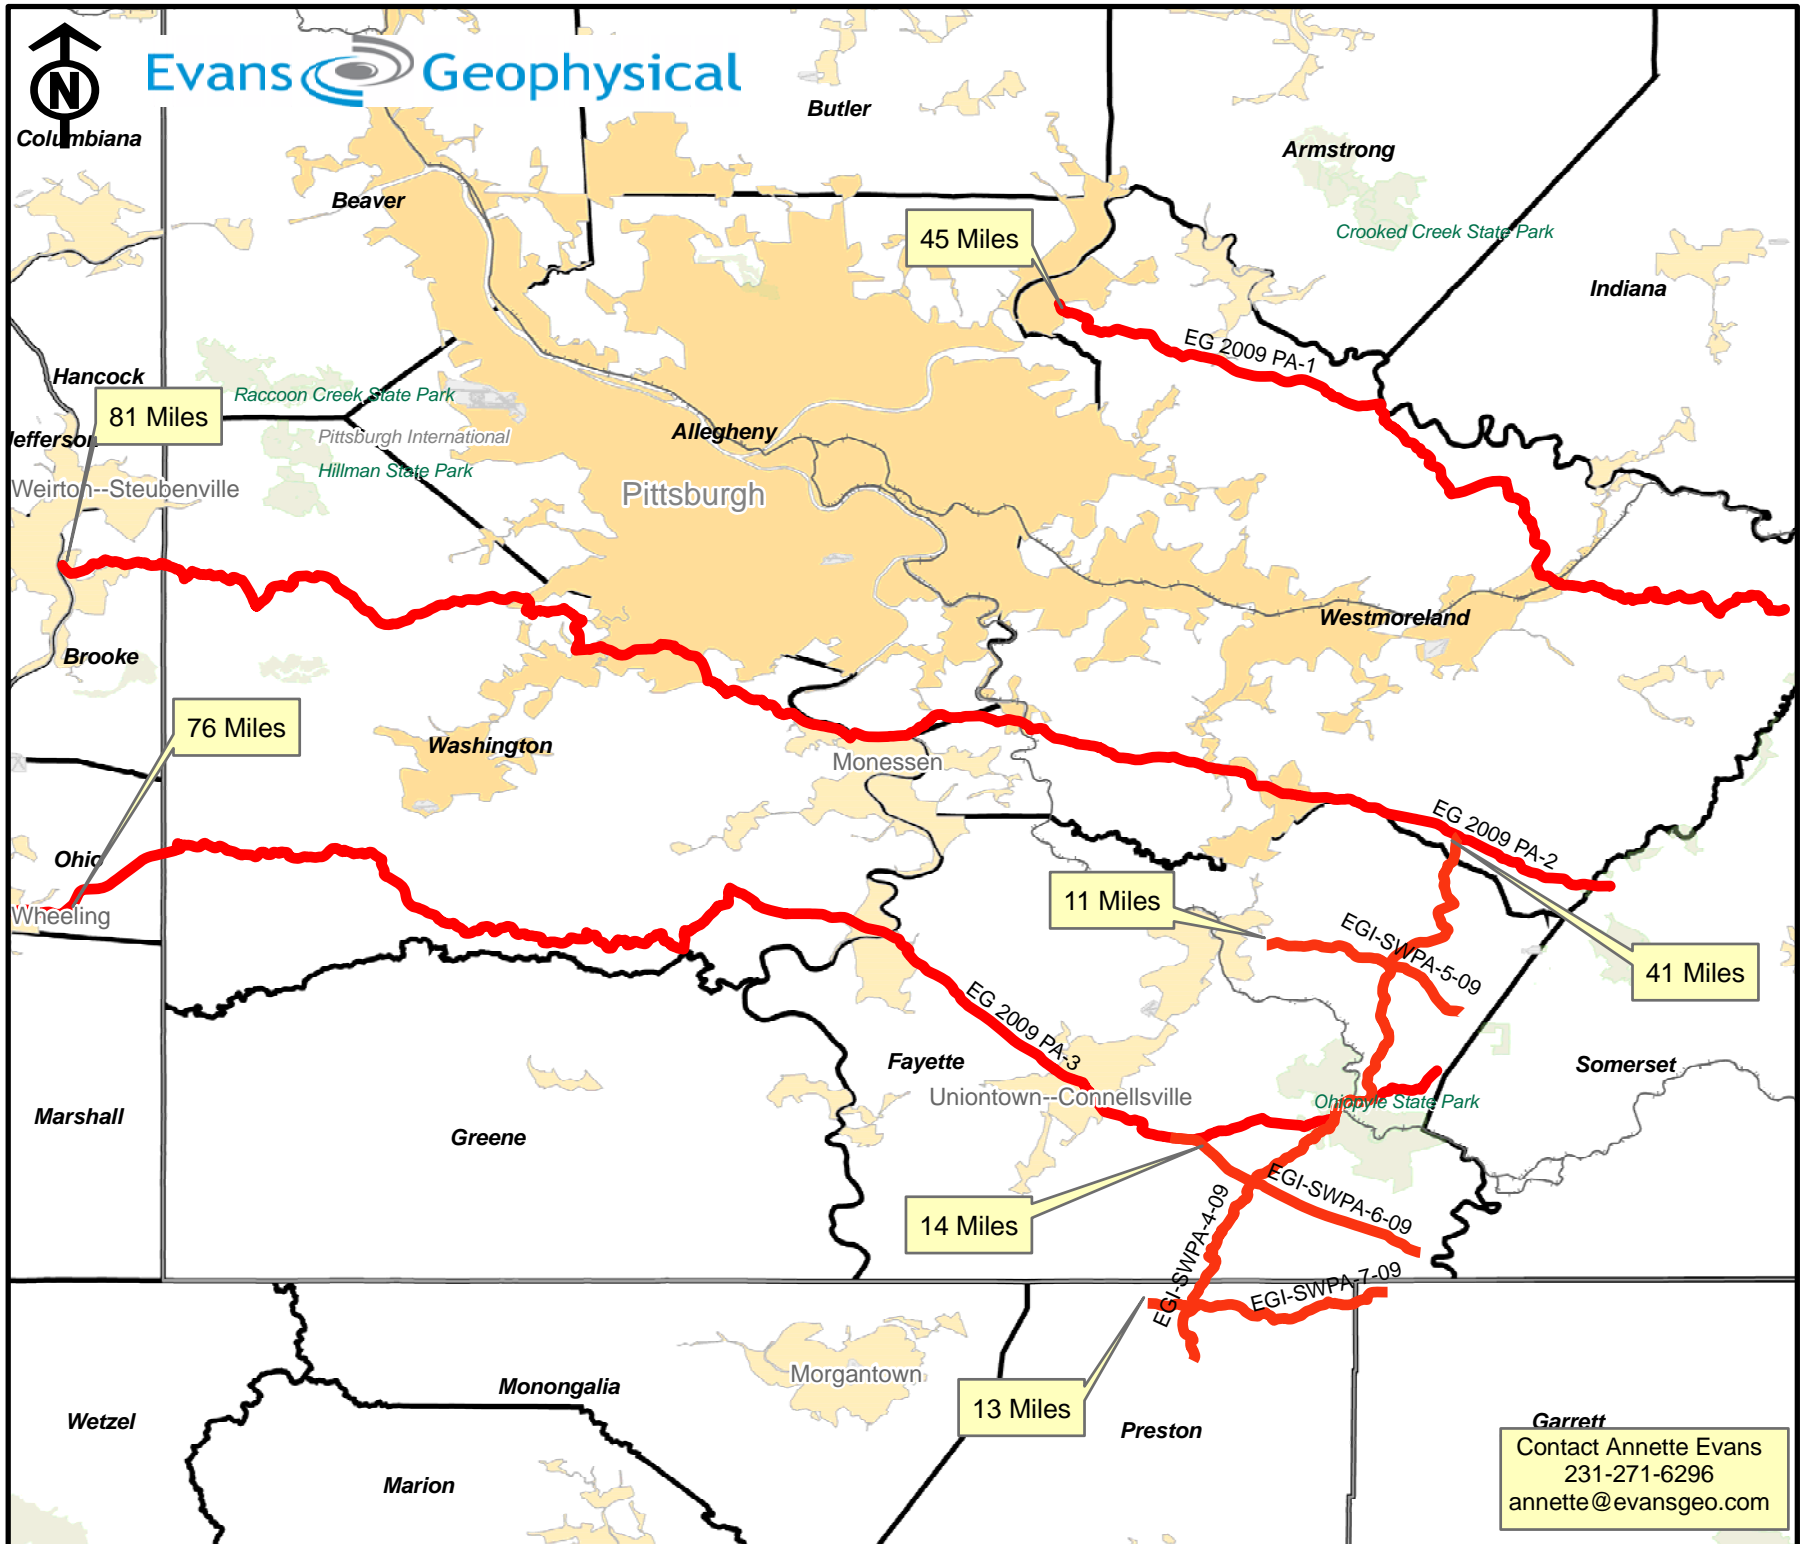 N
Evans Geophysical
Columbiana
Butler
Armstrong
Beaver
45 Miles
Crooked Creek State Park
Indiana
EG 2009 PA-1
Hancock
Raccoon Creek State Park
81 Miles
Jefferson
Pittsburgh International
Allegheny
Hillman State Park
Weirton--Steubenville
Pittsburgh
Westmoreland
Brooke
76 Miles
Washington
Monessen
EG 2009 PA-2
Ohio
Wheeling
11 Miles
EGI-SWPA-5-09
41 Miles
EG 2009 PA-3
Fayette
Somerset
Uniontown--Connellsville
Ohiopyle State Park
Marshall
Greene
14 Miles
EGI-SWPA-6-09
EGI-SWPA-4-09
EGI-SWPA-7-09
Morgantown
Monongalia
13 Miles
Wetzel
Preston
Garrett
Marion
Contact Annette Evans
231-271-6296
annette@evansgeo.com